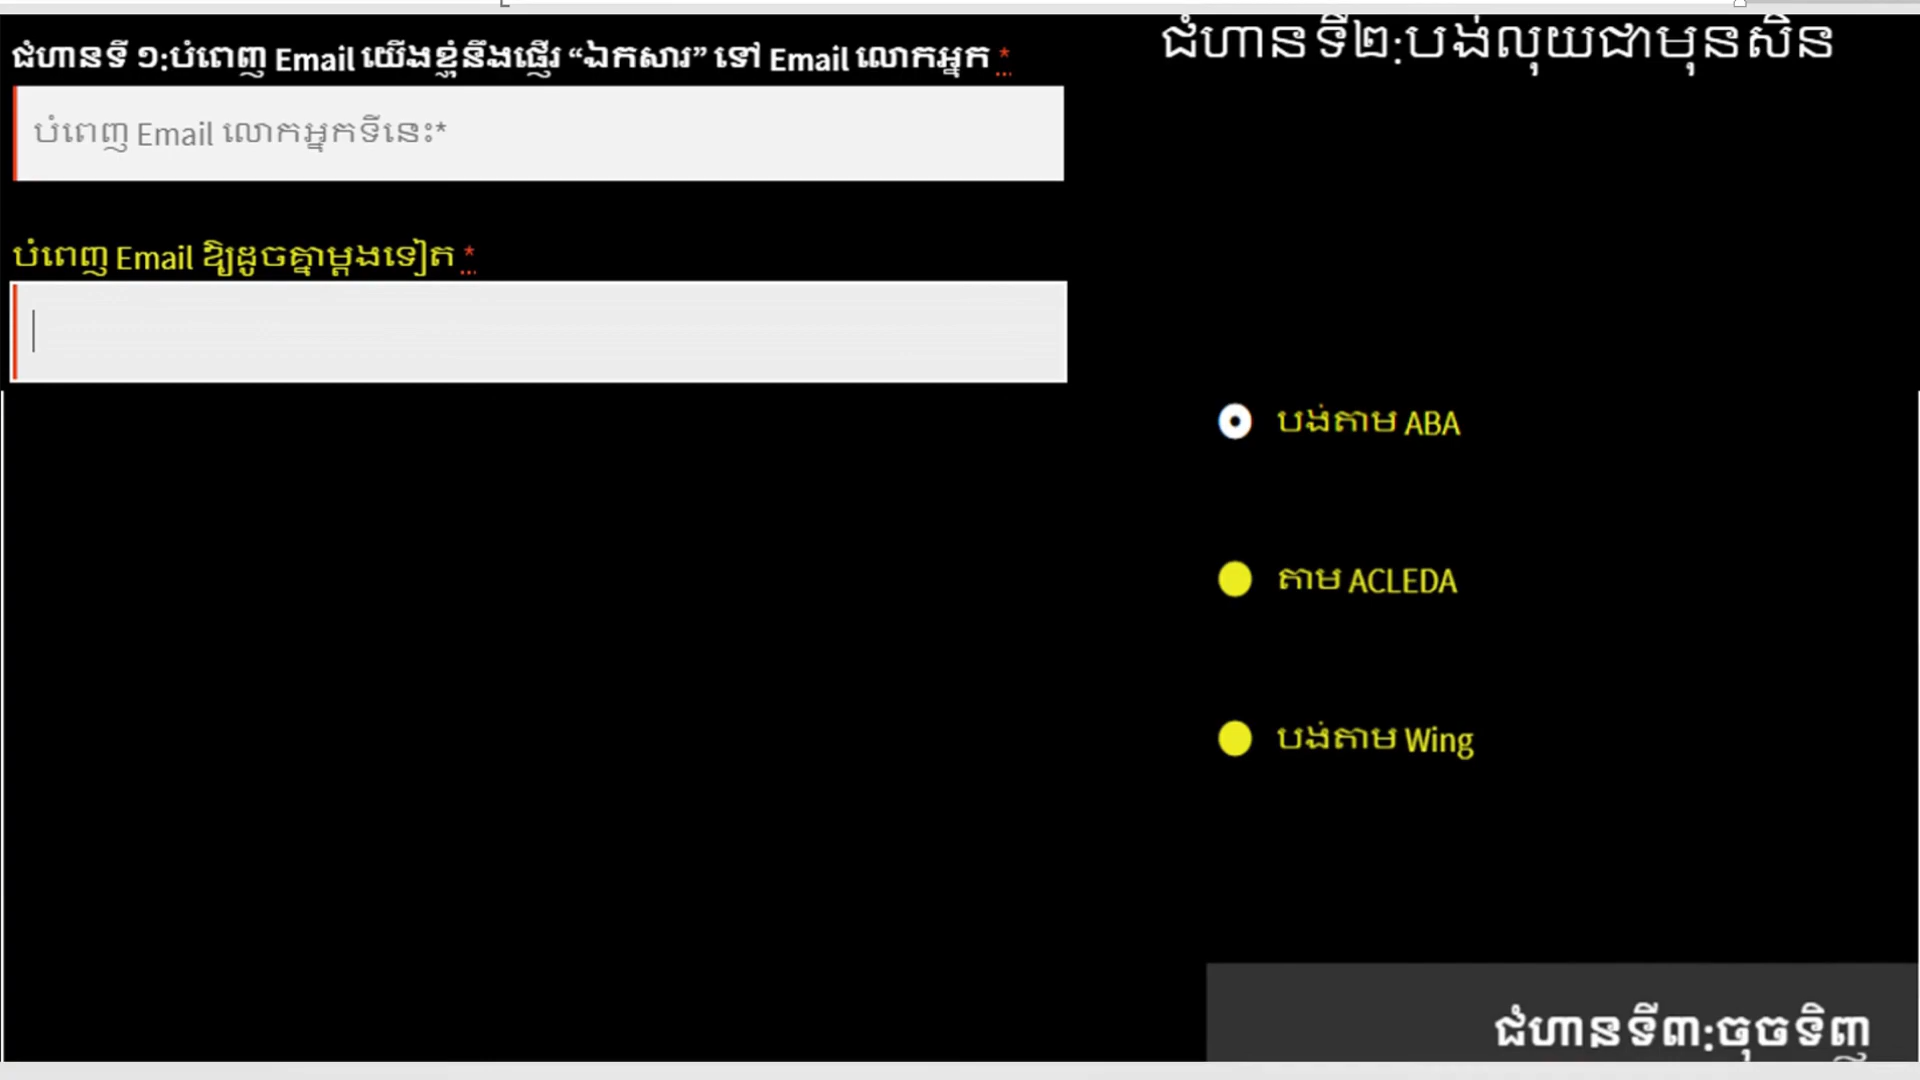 ជំហានទី ១:បំពេញ Email យើងខ្ញុំនឹងផ្ញើរ “ឯកសារ” ទៅ Email លោកអ្នក *
បំពេញ Email លោកអ្នកទីនេះ*
បំពេញ Email ឱ្យដូចគ្នាម្តងទៀត *
ជំហានទី២:បង់លុយជាមុនសិន
បង់តាម ABA
តាម ACLEDA
បង់តាម Wing
ជំហានទី៣:ចុចទិញ